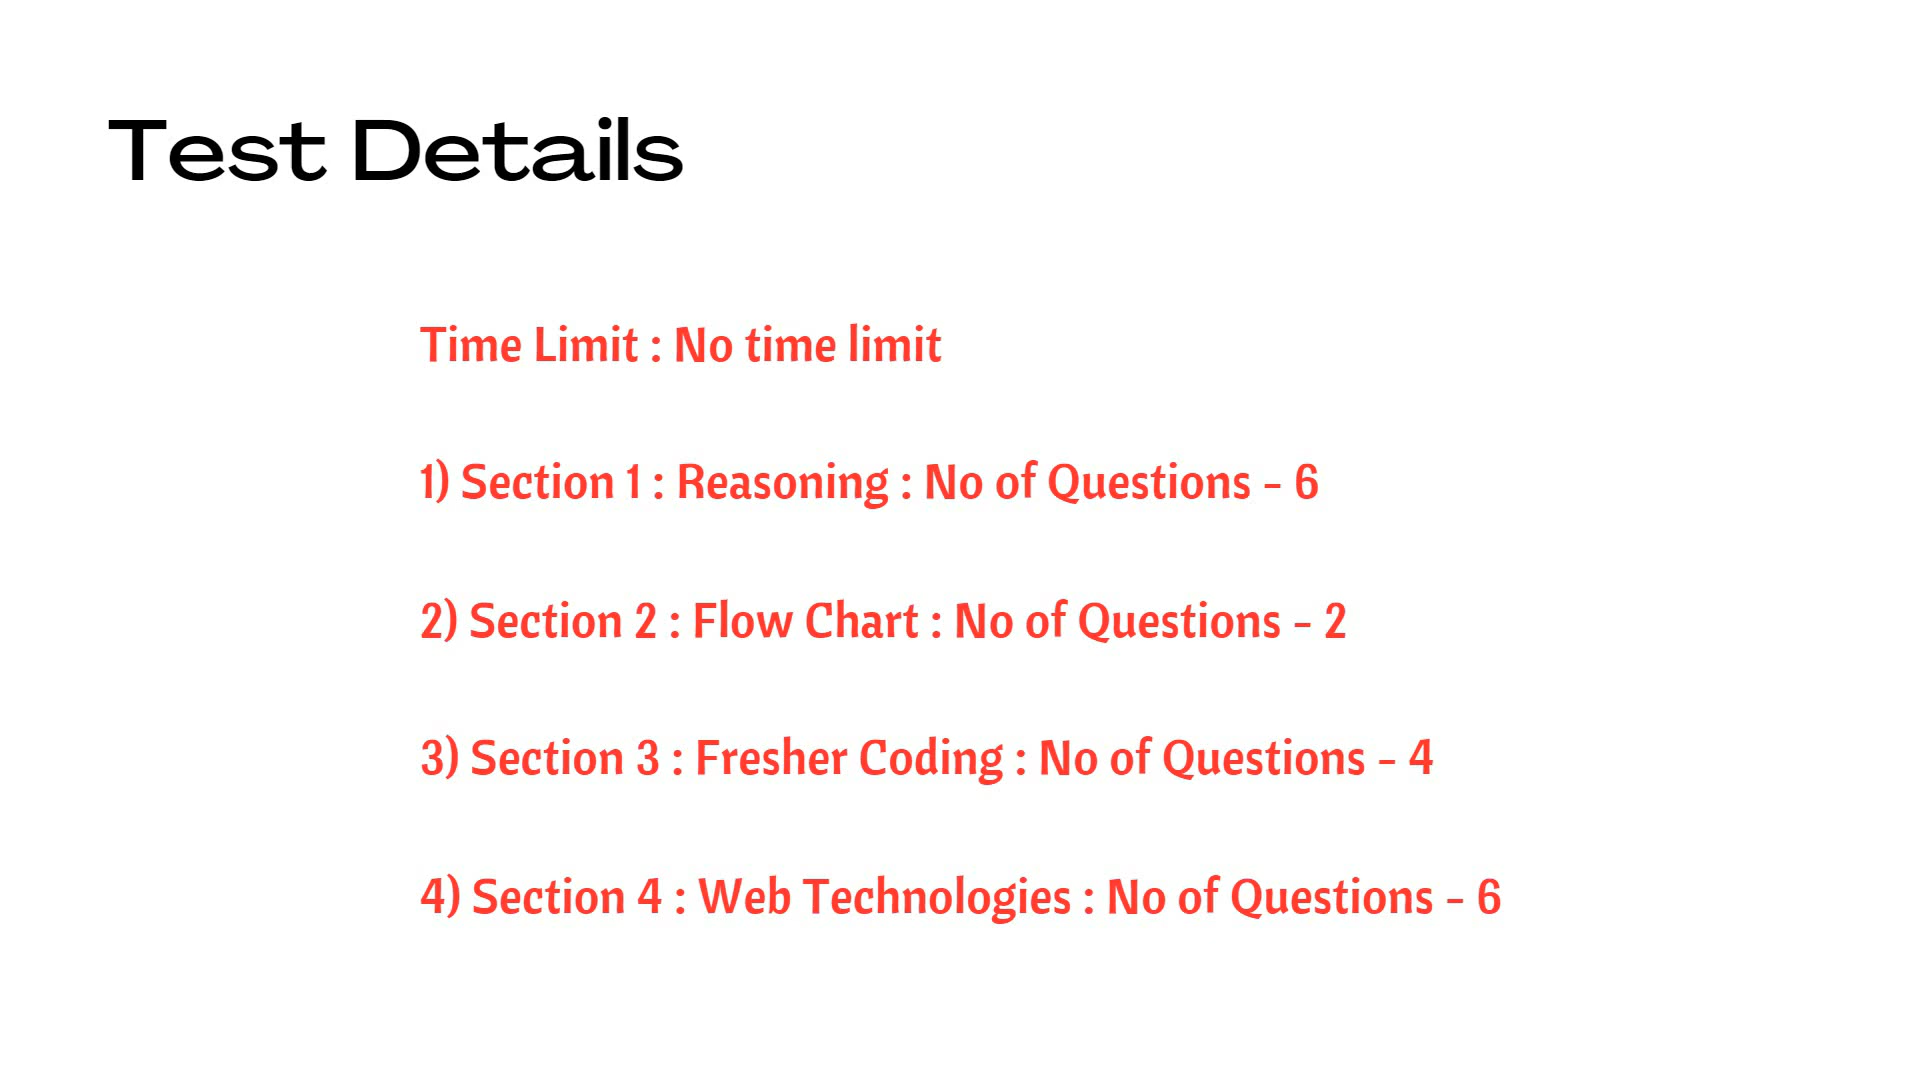 Test Details
Time Limit : No time limit
1) Section 1 : Reasoning : No of Questions - 6
2) Section 2 : Flow Chart : No of Questions - 2
3) Section 3 : Fresher Coding : No of Questions - 4
4) Section 4 : Web Technologies : No of Questions - 6